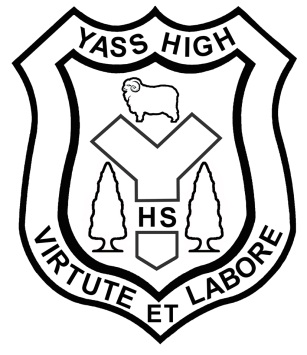 YASS HIGH
Y
HS
VIRTUTE ET LABORE